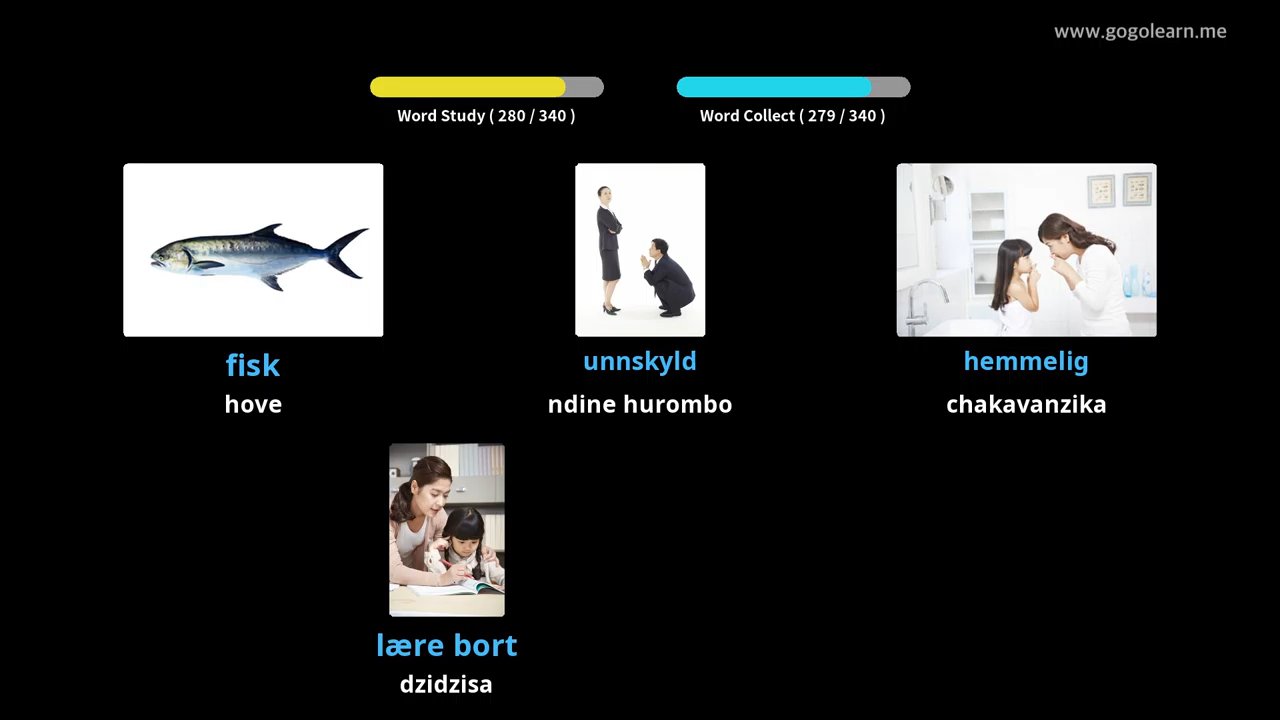 www.gogolearn.me
Word Study ( 280 / 340 )
Word Collect ( 279 / 340 )
fisk
hove
unnskyld
ndine hurombo
hemmelig
chakavanzika
lære bort
dzidzisa